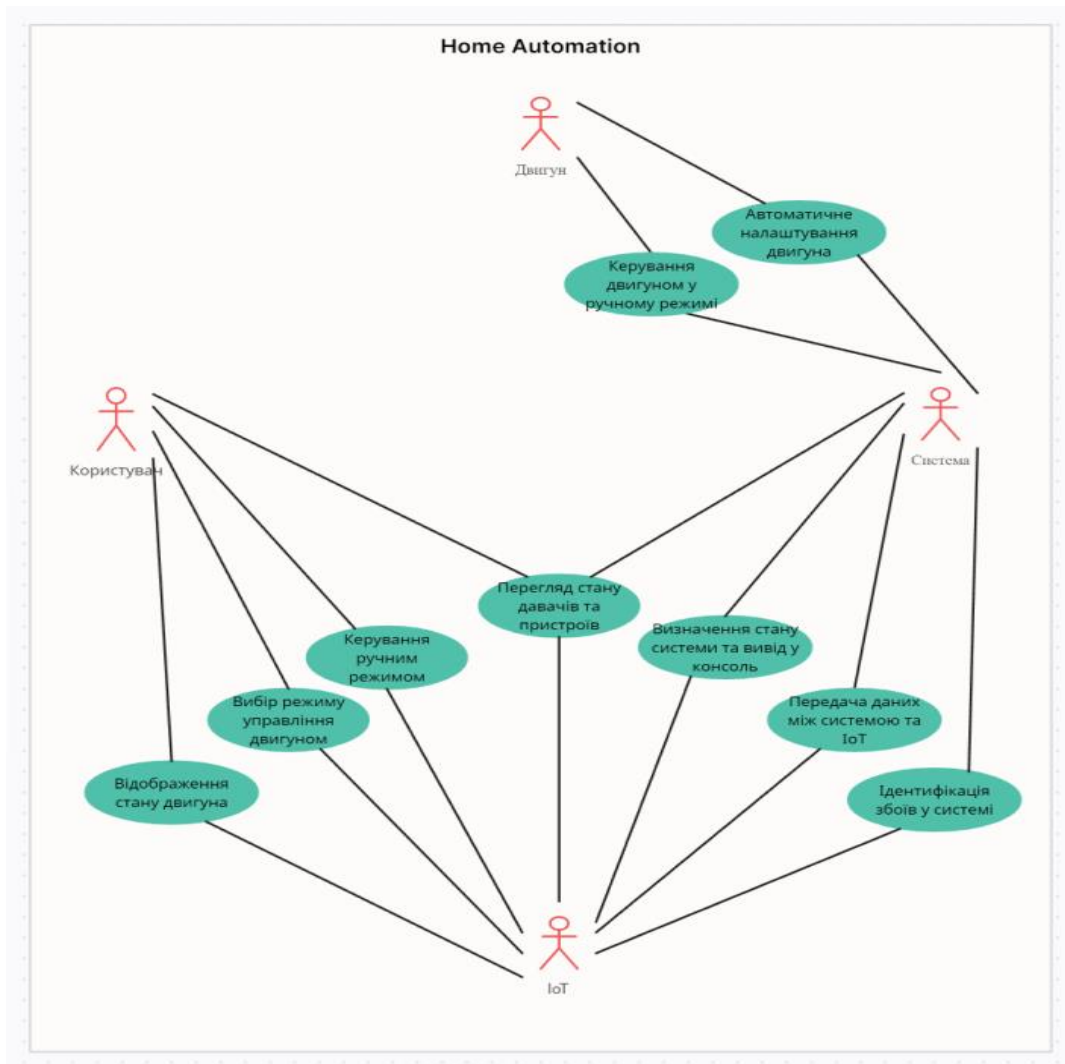 Home Automation
Двигун
Автоматичне
налаштування
двигуна
Керування
двигуном у
ручному режимі
Користувач
Система
Перегляд стану
давачів та
пристроїв
Керування
ручним
режимом
Визначення стану
системи та вивід у
консоль
Вибір режиму
управління
двигуном
Передача даних
між системою та
IoT
Відображення
стану двигуна
Ідентифікація
збоїв у системі
IoT